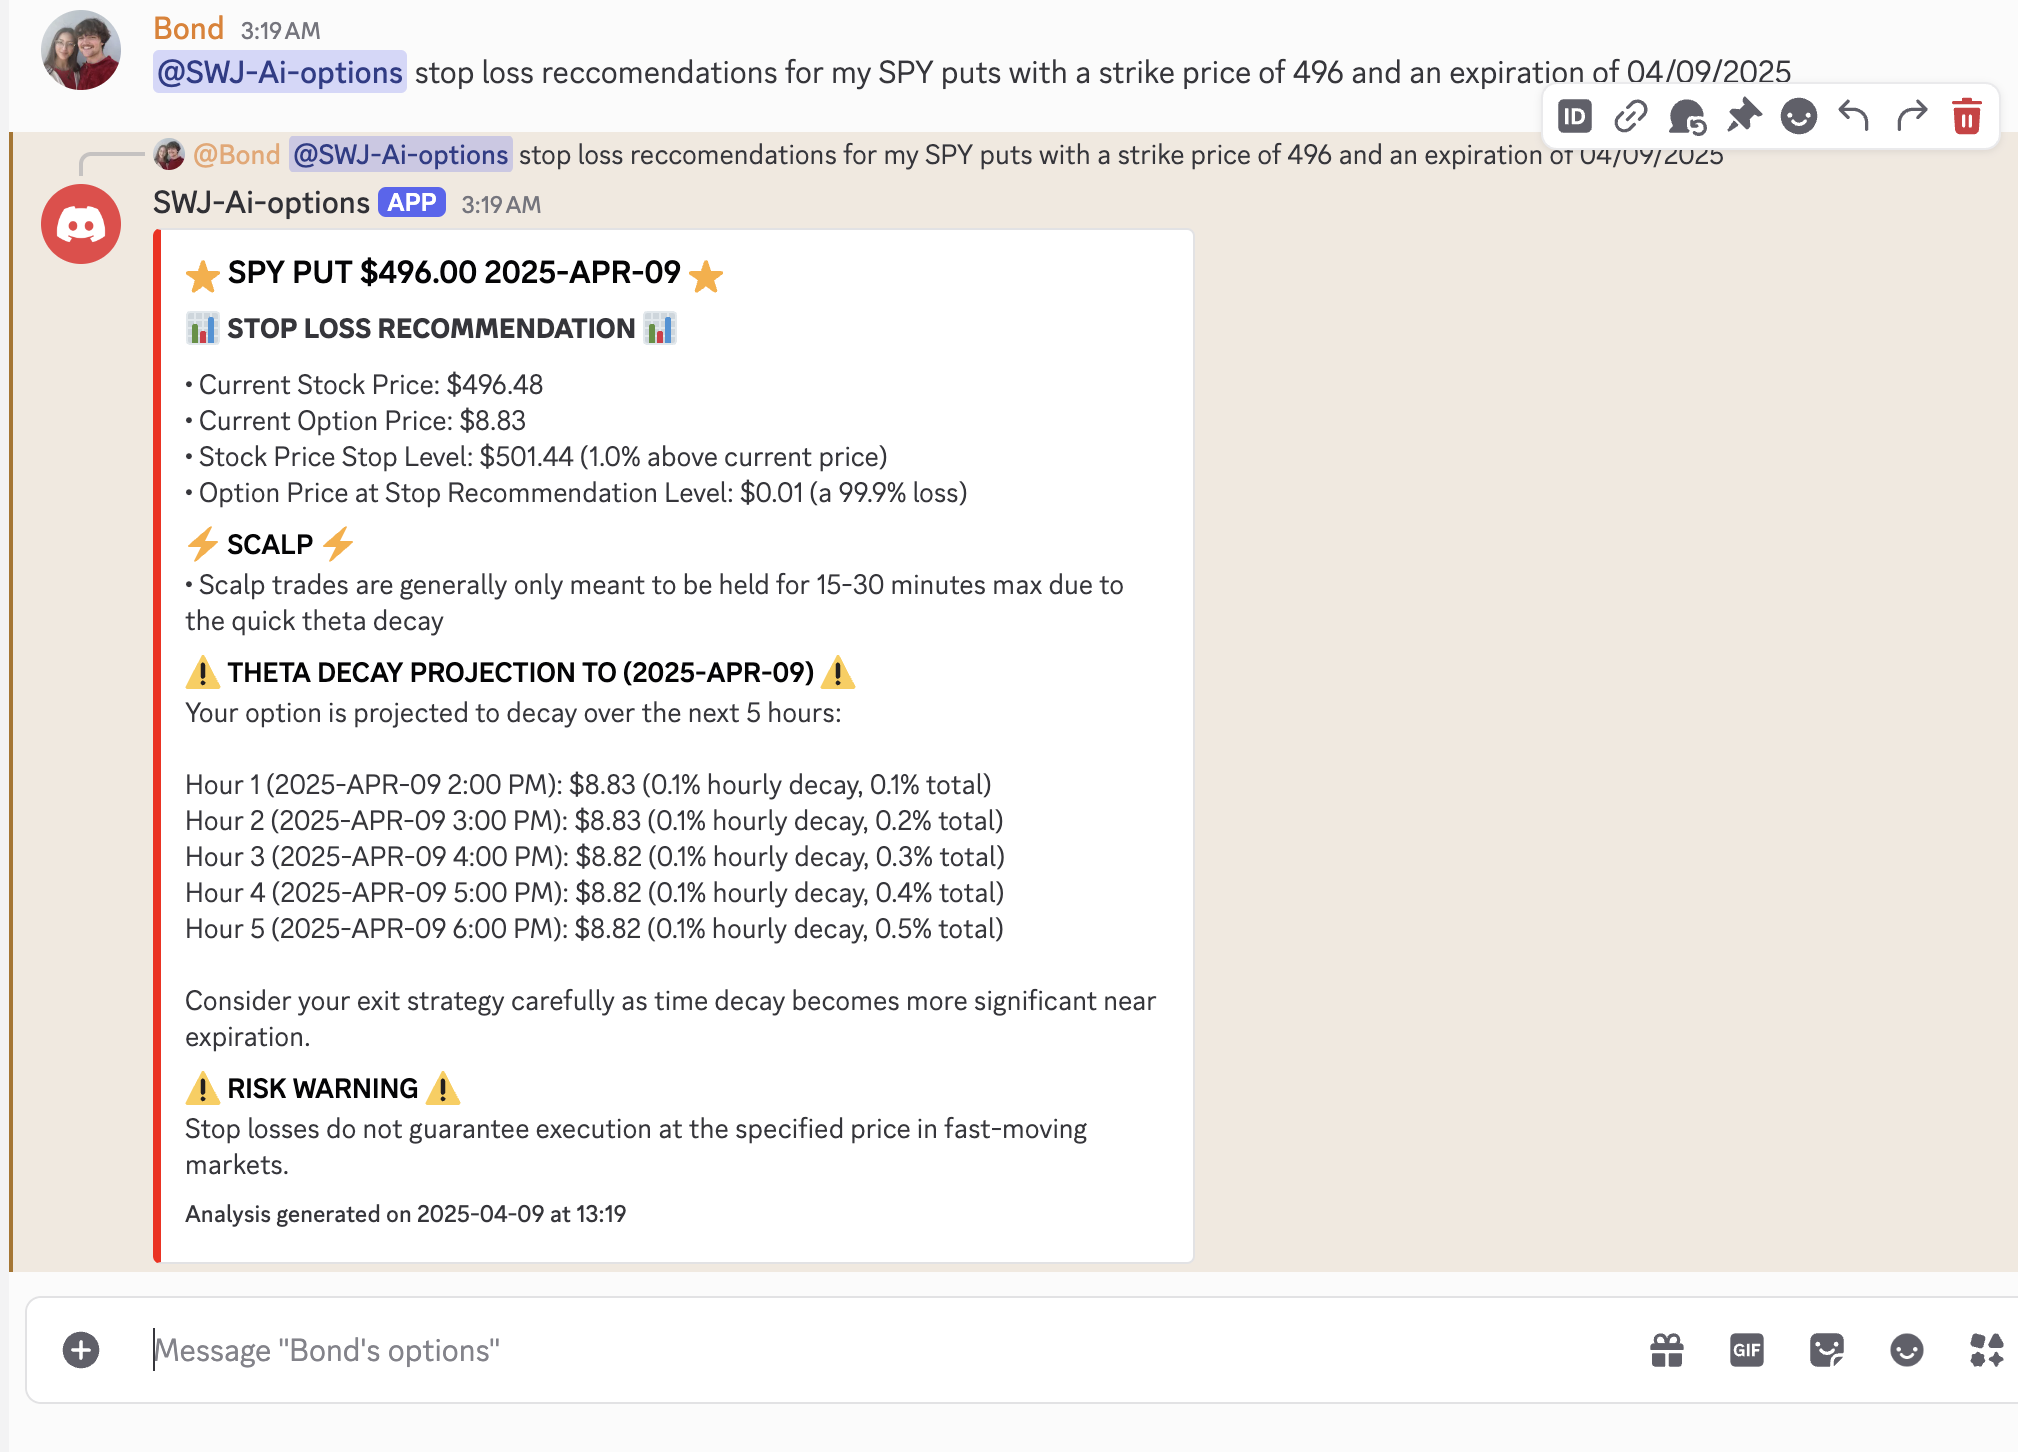 Bond 3:19 AM
@SWJ-Ai-options stop loss reccomendations for my SPY puts with a strike price of 496 and an expiration of 04/09/2025
ID
@Bond @SWJ-Ai-options stop loss reccomendations for my SPY puts with a strike price of 496 and an expiration of 04/09/2025
SWJ-Ai-options APP 3:19 AM
⭐ SPY PUT $496.00 2025-APR-09 ⭐
📊 STOP LOSS RECOMMENDATION 📊
• Current Stock Price: $496.48
• Current Option Price: $8.83
• Stock Price Stop Level: $501.44 (1.0% above current price)
• Option Price at Stop Recommendation Level: $0.01 (a 99.9% loss)
⚡ SCALP ⚡
• Scalp trades are generally only meant to be held for 15-30 minutes max due to
the quick theta decay
⚠️ THETA DECAY PROJECTION TO (2025-APR-09) ⚠️
Your option is projected to decay over the next 5 hours:
Hour 1 (2025-APR-09 2:00 PM): $8.83 (0.1% hourly decay, 0.1% total)
Hour 2 (2025-APR-09 3:00 PM): $8.83 (0.1% hourly decay, 0.2% total)
Hour 3 (2025-APR-09 4:00 PM): $8.82 (0.1% hourly decay, 0.3% total)
Hour 4 (2025-APR-09 5:00 PM): $8.82 (0.1% hourly decay, 0.4% total)
Hour 5 (2025-APR-09 6:00 PM): $8.82 (0.1% hourly decay, 0.5% total)
Consider your exit strategy carefully as time decay becomes more significant near
expiration.
⚠️ RISK WARNING ⚠️
Stop losses do not guarantee execution at the specified price in fast-moving
markets.
Analysis generated on 2025-04-09 at 13:19
Message "Bond's options"
GIF